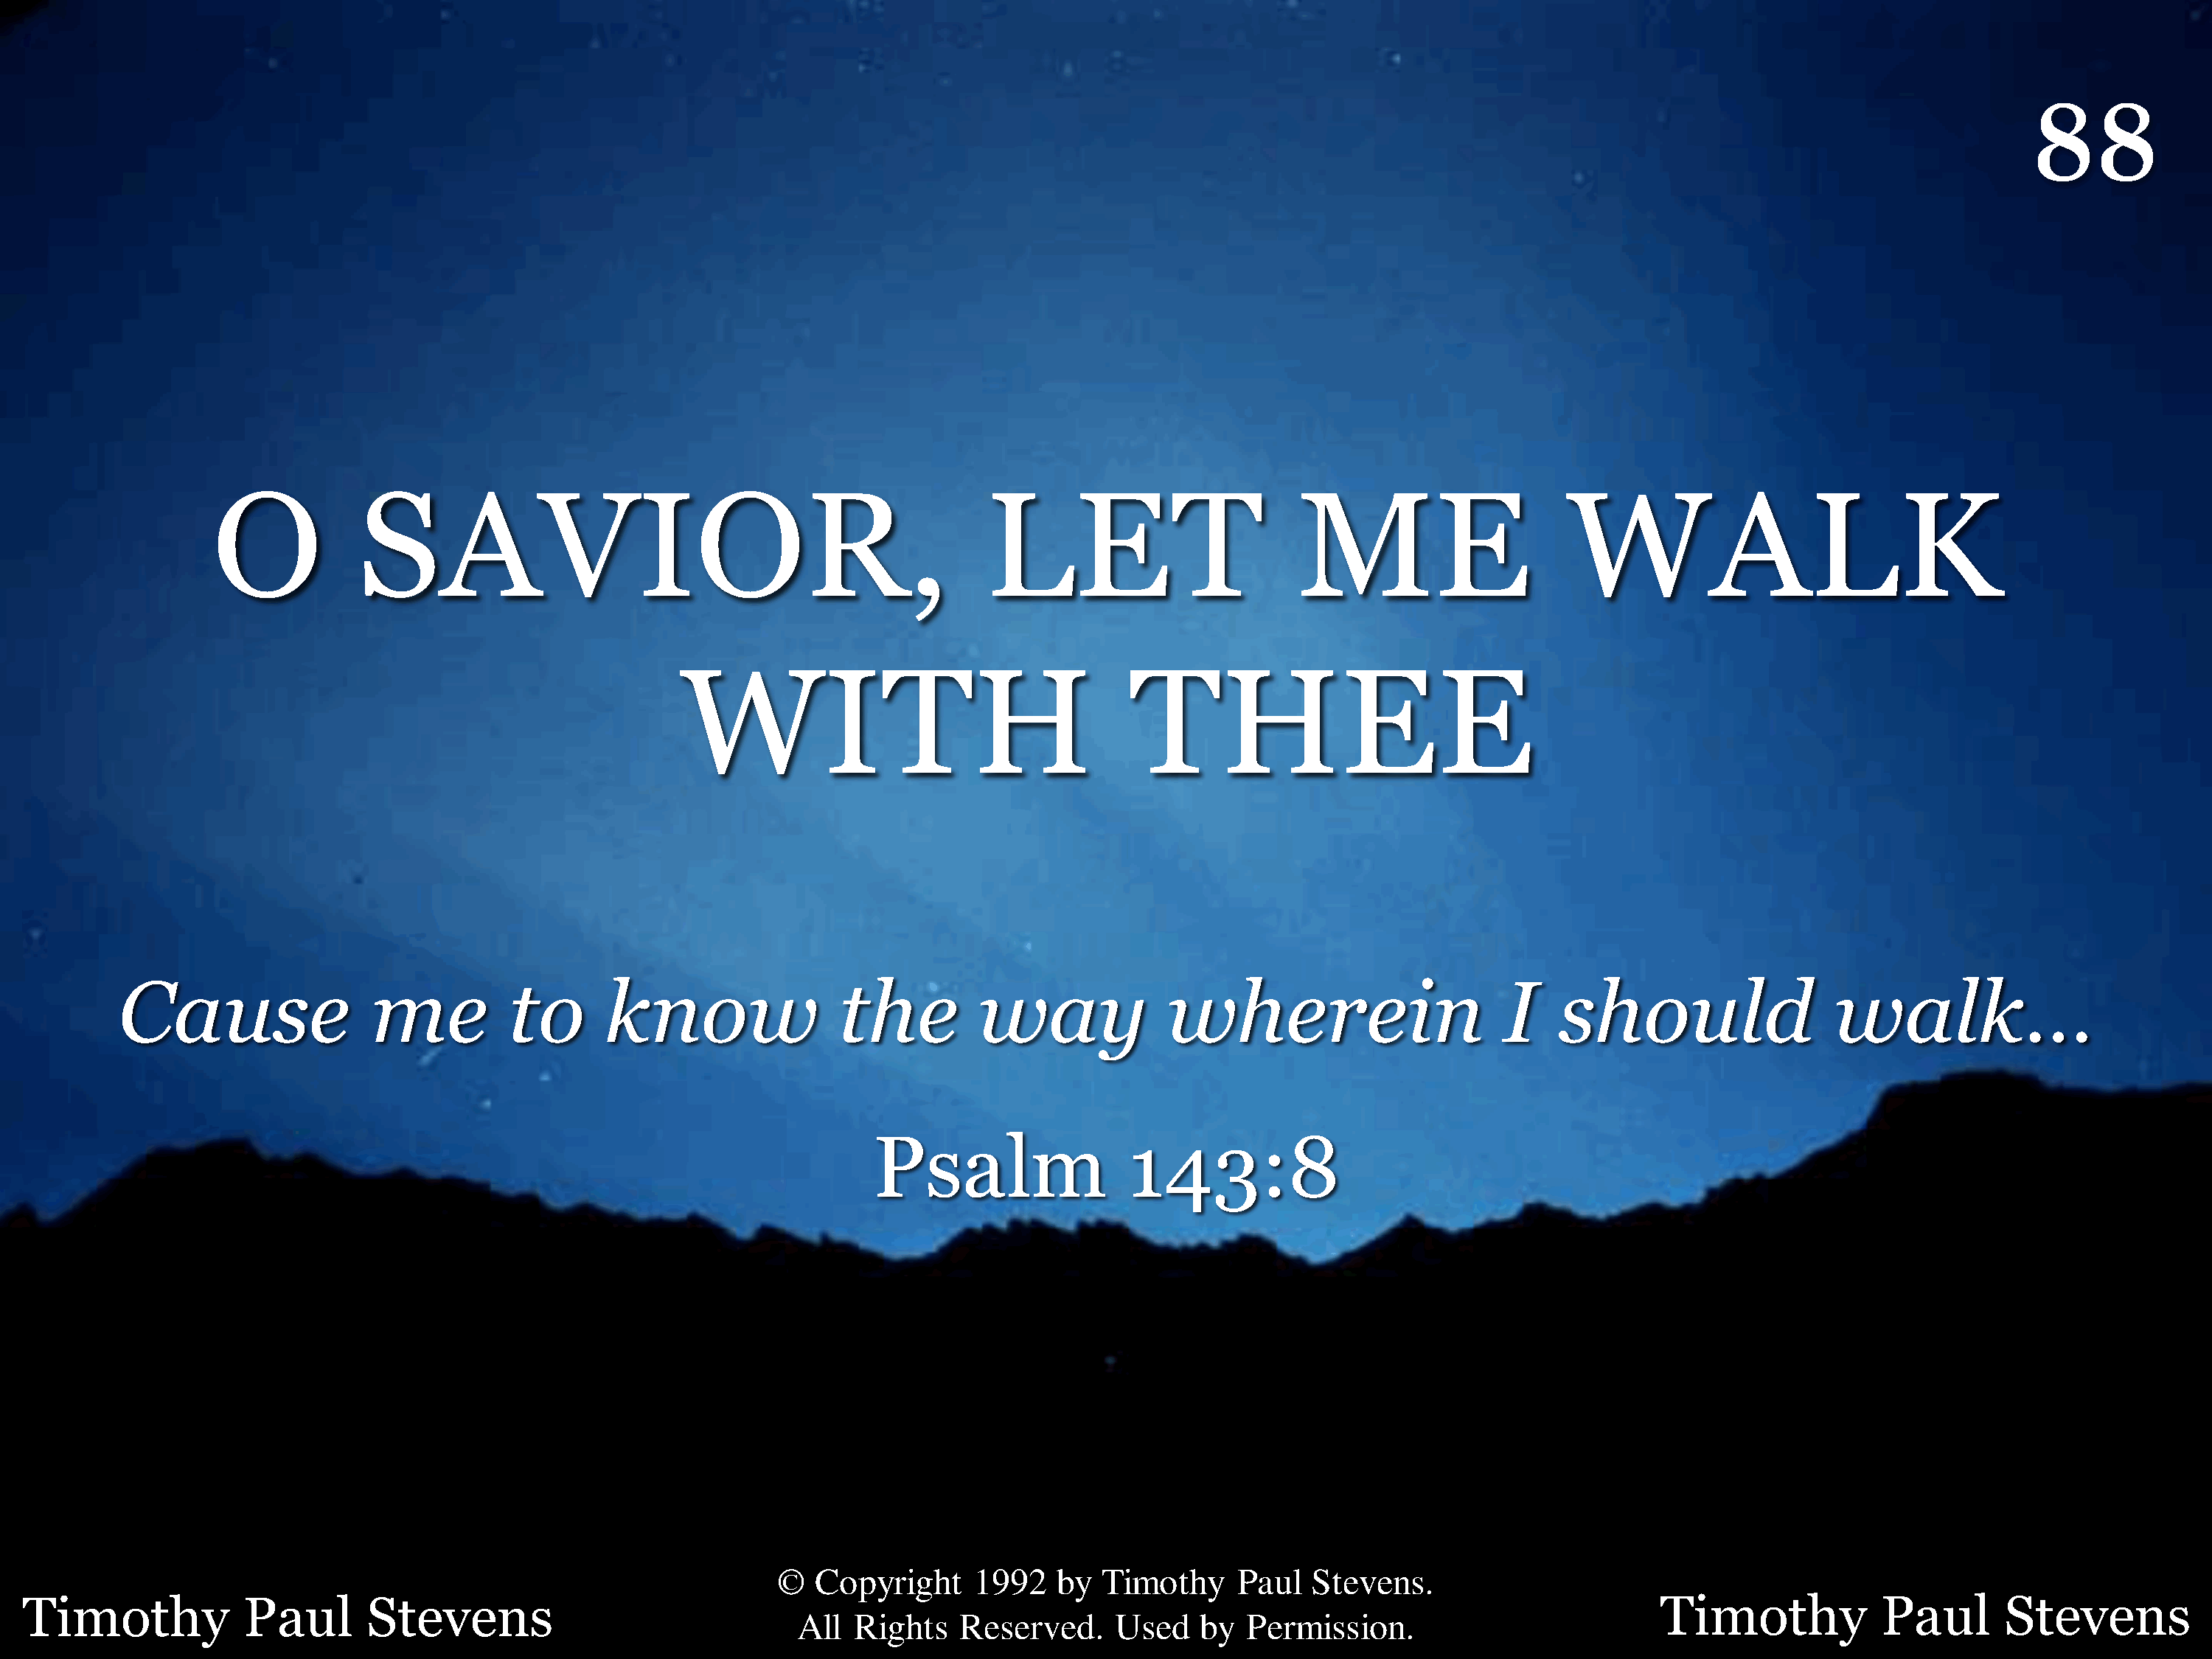 88
O SAVIOR, LET ME WALK
WITH THEE
Cause me to know the way wherein I should walk...
Psalm 143:8
Timothy Paul Stevens
© Copyright 1992 by Timothy Paul Stevens.
All Rights Reserved. Used by Permission.
Timothy Paul Stevens